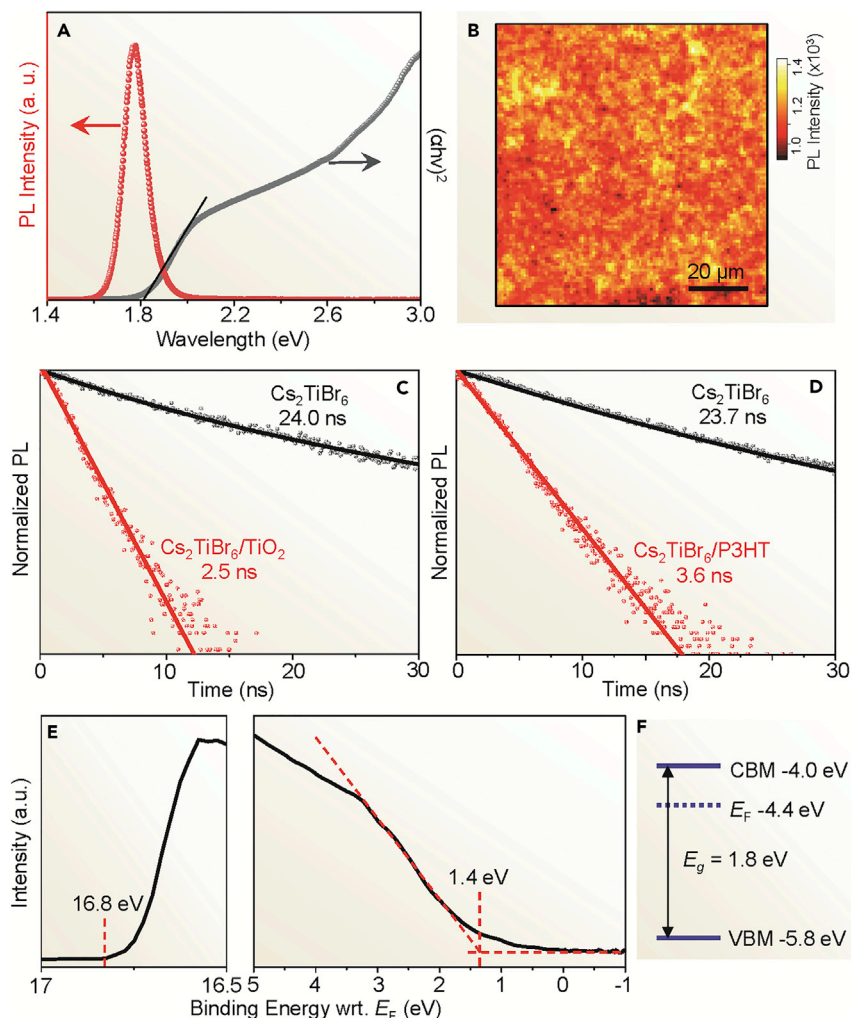 A
PL Intensity (a. u.)
(αhν)²
1.4 1.8 2.2 2.6 3.0
Wavelength (eV)
B
20 µm
1.4
1.2
1.0
PL Intensity (×10³)
C
Cs₂TiBr₆
24.0 ns
Cs₂TiBr₆/TiO₂
2.5 ns
Normalized PL
0 10 20 30
Time (ns)
D
Cs₂TiBr₆
23.7 ns
Cs₂TiBr₆/P3HT
3.6 ns
Normalized PL
0 10 15 20 30
Time (ns)
E
Intensity (a.u.)
16.8 eV
1.4 eV
17 16.5
5 4 3 2 1 0 -1
Binding Energy wrt. E_F (eV)
F
CBM -4.0 eV
E_F -4.4 eV
E_g = 1.8 eV
VBM -5.8 eV